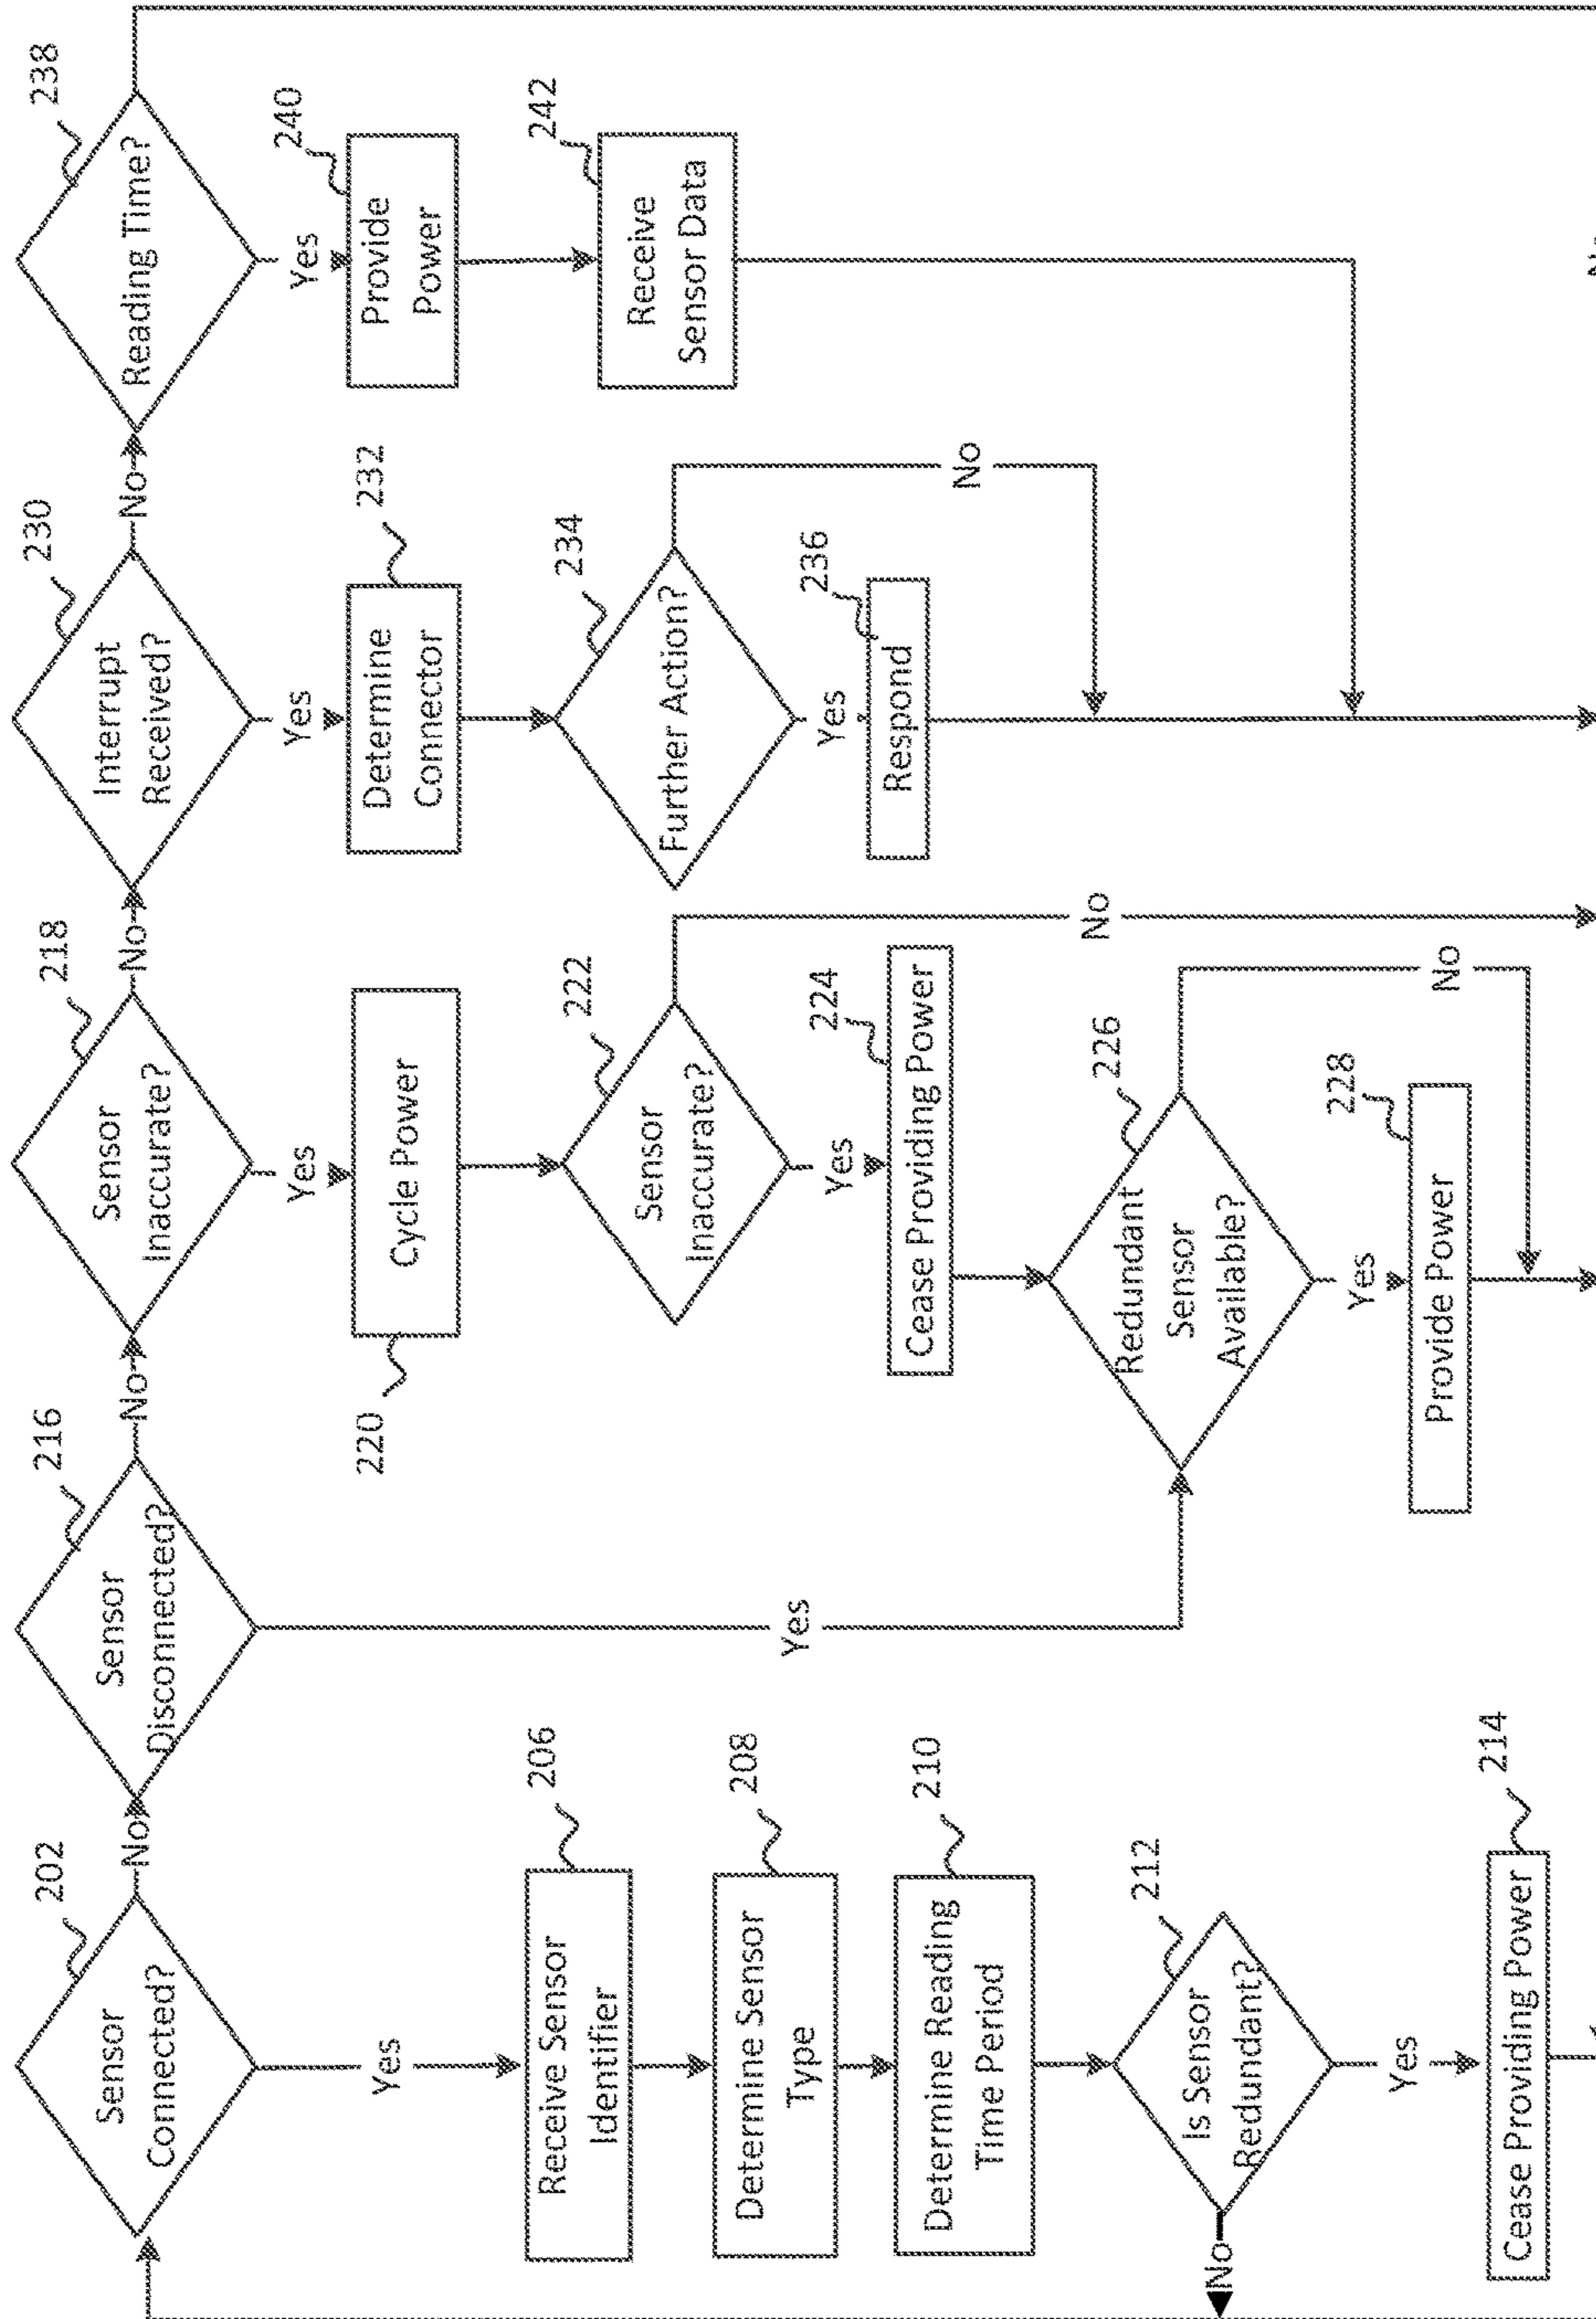 202
Sensor
Connected?
No
Yes
206
Receive Sensor
Identifier
208
Determine Sensor
Type
210
Determine Reading
Time Period
212
Is Sensor
Redundant?
No
Yes
214
Cease Providing Power
216
Sensor
Disconnected?
No
Yes
218
Sensor
Inaccurate?
No
Yes
220
Cycle Power
222
Sensor
Inaccurate?
No
Yes
224
Cease Providing Power
226
Redundant
Sensor
Available?
No
Yes
228
Provide Power
230
Interrupt
Received?
No
Yes
232
Determine
Connector
234
Further Action?
No
Yes
236
Respond
238
Reading Time?
Yes
240
Provide
Power
242
Receive
Sensor Data